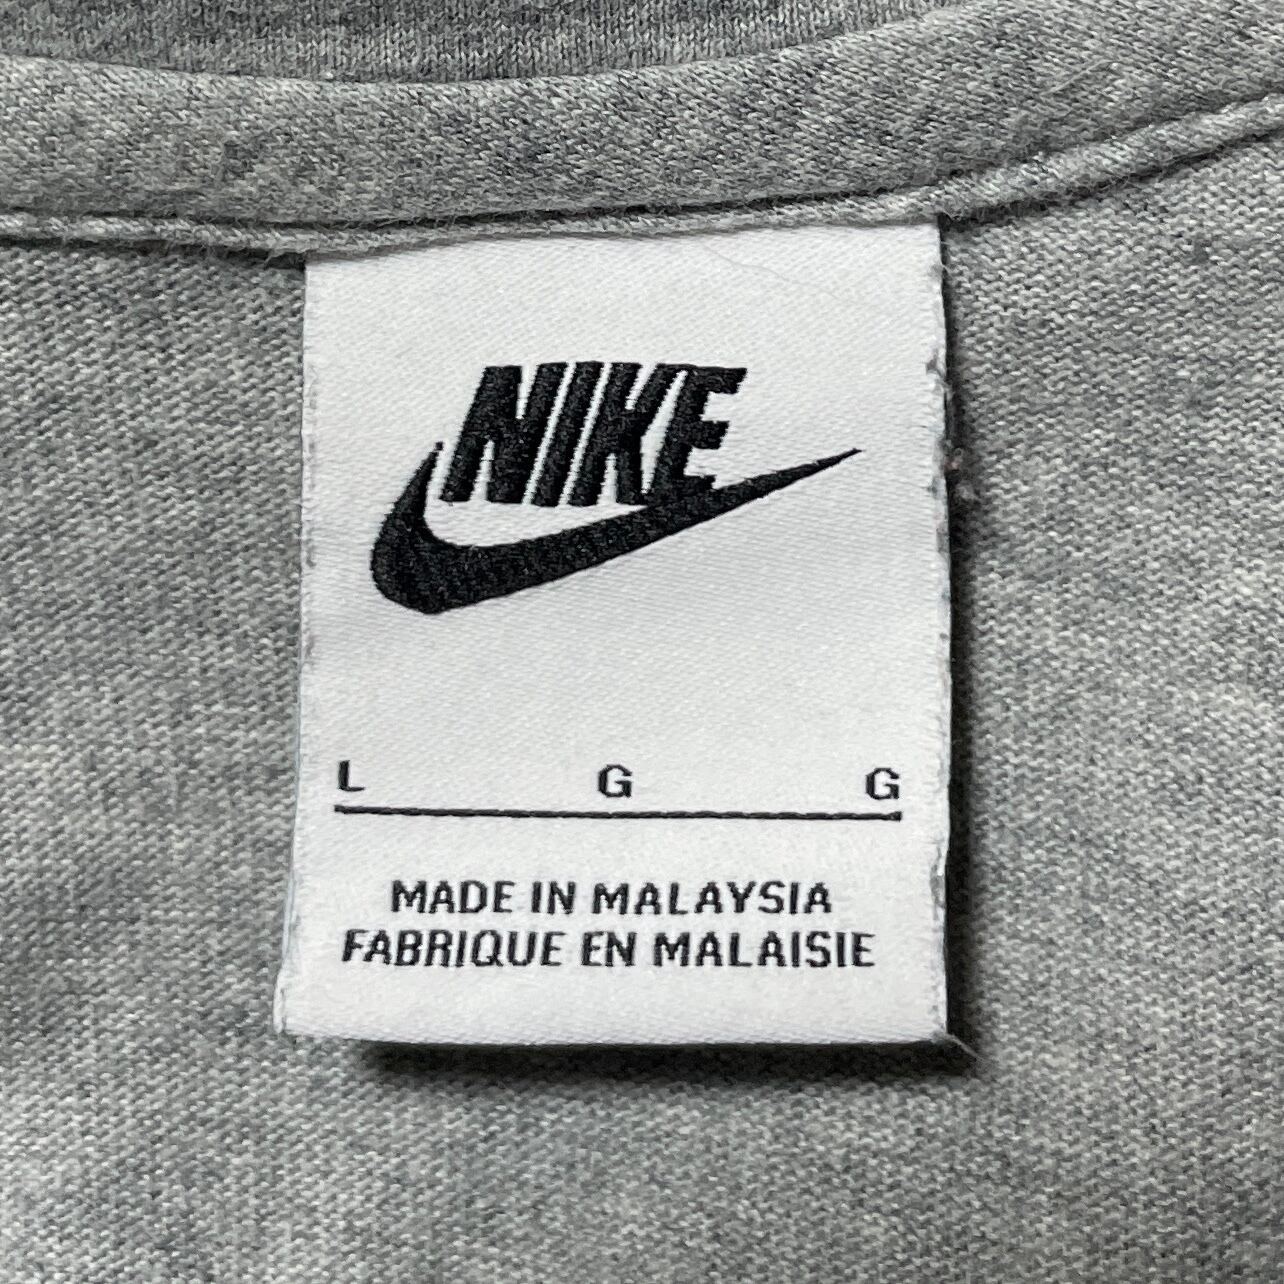 NIKE
L G G
MADE IN MALAYSIA
FABRIQUE EN MALAISIE